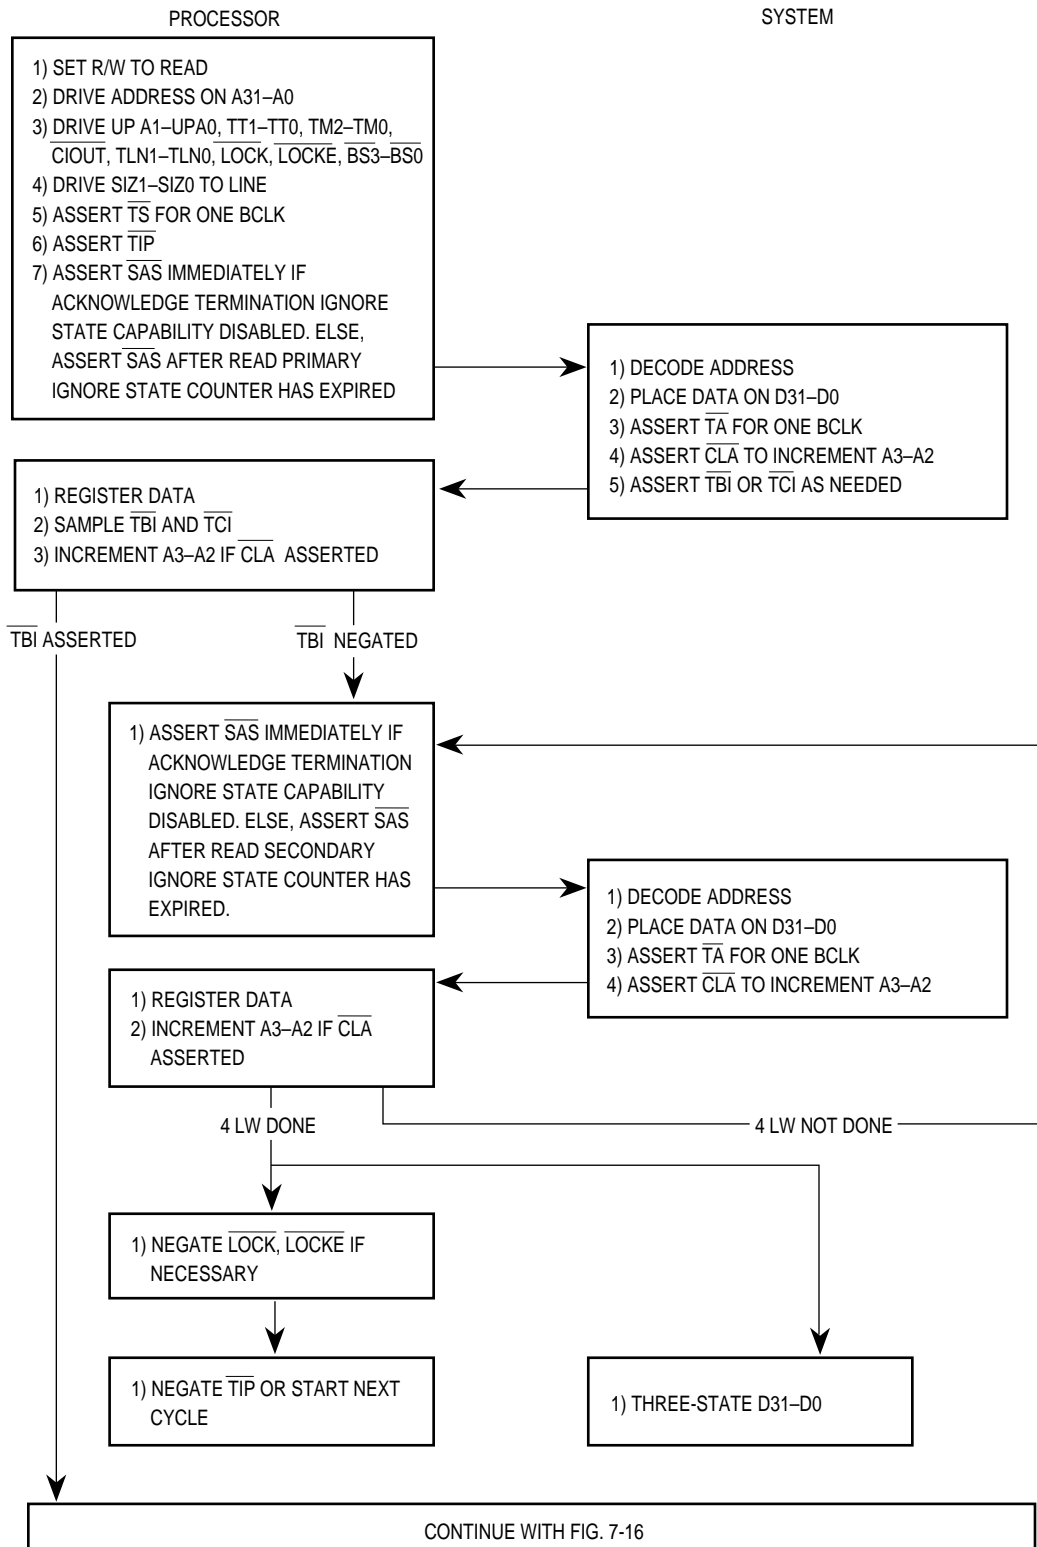 PROCESSOR
SYSTEM
1) SET R/W TO READ
2) DRIVE ADDRESS ON A31–A0
3) DRIVE UP A1–UPA0, TT1–TT0, TM2–TM0,
CIOUT, TLN1–TLN0, LOCK, LOCKE, BS3–BS0
4) DRIVE SIZ1–SIZ0 TO LINE
5) ASSERT TS FOR ONE BCLK
6) ASSERT TIP
7) ASSERT SAS IMMEDIATELY IF
ACKNOWLEDGE TERMINATION IGNORE
STATE CAPABILITY DISABLED. ELSE,
ASSERT SAS AFTER READ PRIMARY
IGNORE STATE COUNTER HAS EXPIRED
1) DECODE ADDRESS
2) PLACE DATA ON D31–D0
3) ASSERT TA FOR ONE BCLK
4) ASSERT CLA TO INCREMENT A3–A2
5) ASSERT TBI OR TCI AS NEEDED
1) REGISTER DATA
2) SAMPLE TBI AND TCI
3) INCREMENT A3–A2 IF CLA ASSERTED
TBI ASSERTED
TBI NEGATED
1) ASSERT SAS IMMEDIATELY IF
ACKNOWLEDGE TERMINATION
IGNORE STATE CAPABILITY
DISABLED. ELSE, ASSERT SAS
AFTER READ SECONDARY
IGNORE STATE COUNTER HAS
EXPIRED.
1) DECODE ADDRESS
2) PLACE DATA ON D31–D0
3) ASSERT TA FOR ONE BCLK
4) ASSERT CLA TO INCREMENT A3–A2
1) REGISTER DATA
2) INCREMENT A3–A2 IF CLA
ASSERTED
4 LW DONE
4 LW NOT DONE
1) NEGATE LOCK, LOCKE IF
NECESSARY
1) NEGATE TIP OR START NEXT
CYCLE
1) THREE-STATE D31–D0
CONTINUE WITH FIG. 7-16